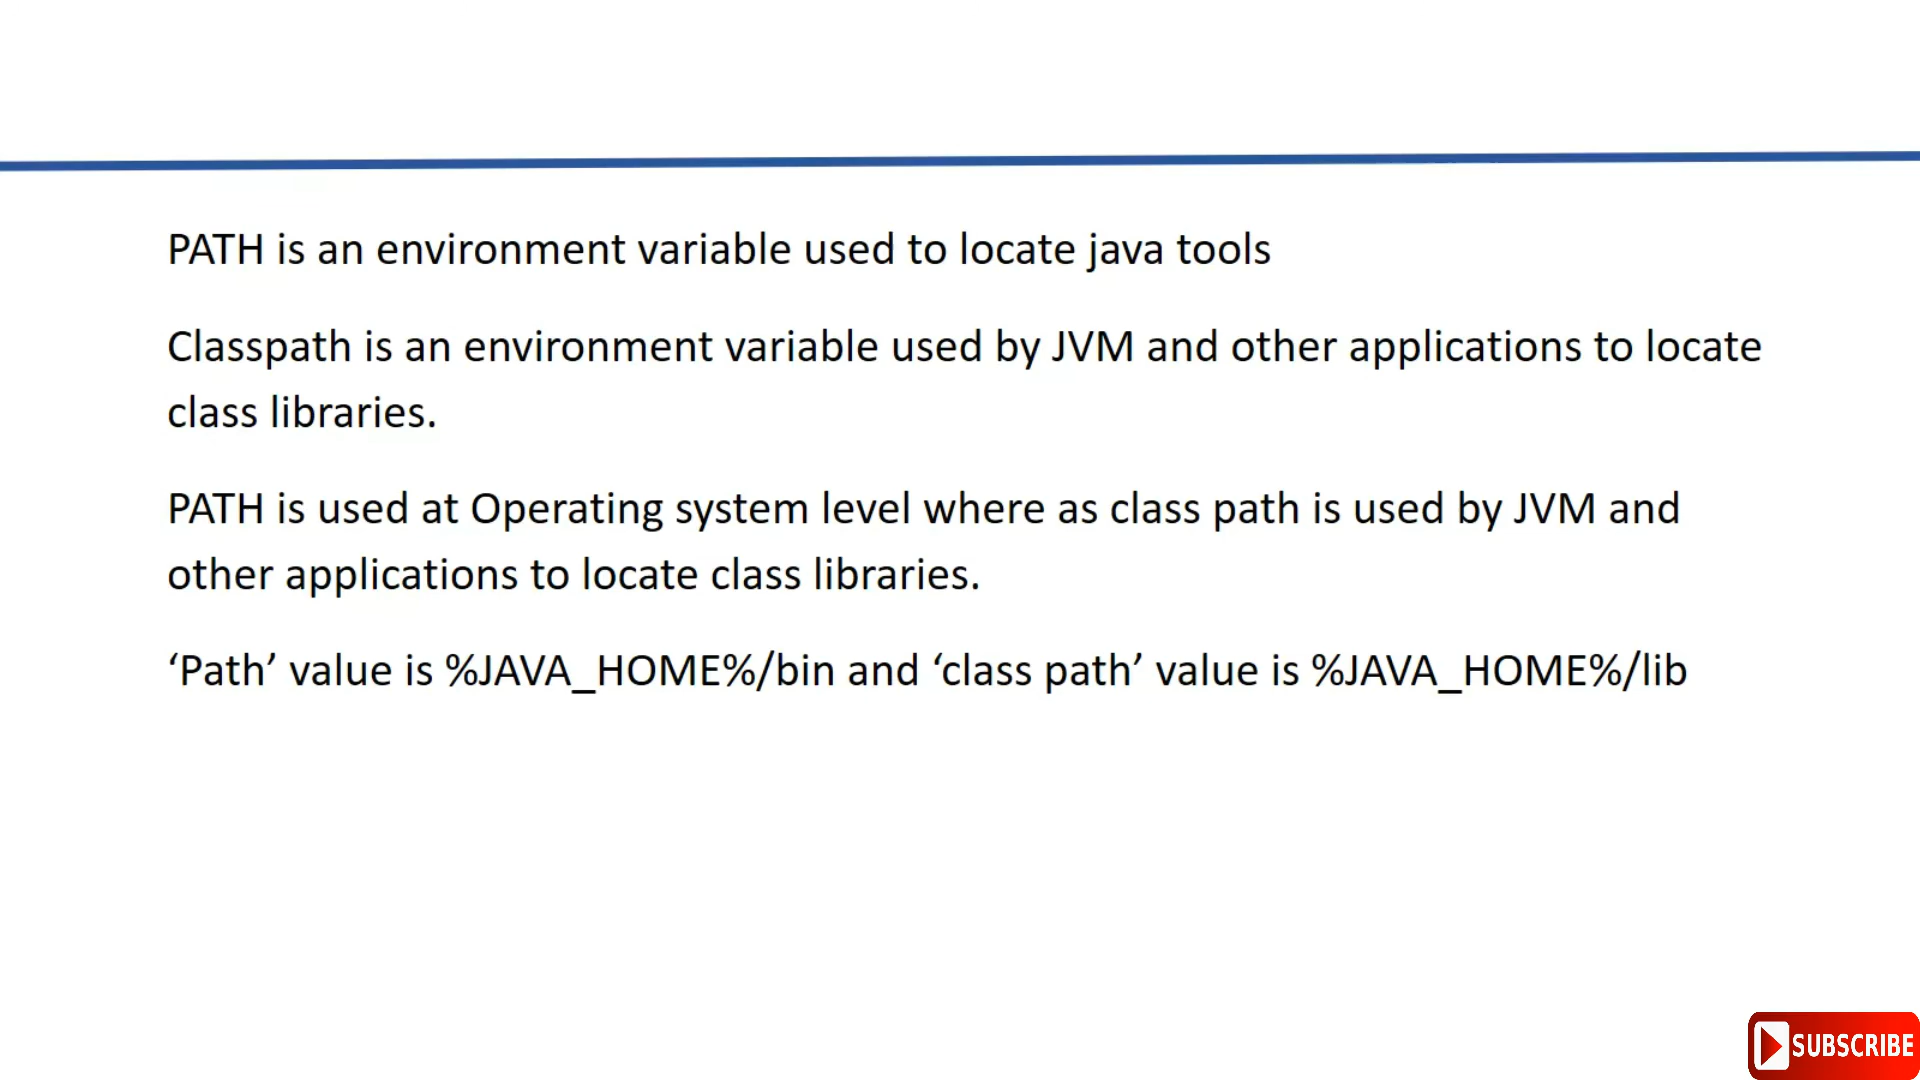 PATH is an environment variable used to locate java tools
Classpath is an environment variable used by JVM and other applications to locate
class libraries.
PATH is used at Operating system level where as class path is used by JVM and
other applications to locate class libraries.
‘Path’ value is %JAVA_HOME%/bin and ‘class path’ value is %JAVA_HOME%/lib
SUBSCRIBE